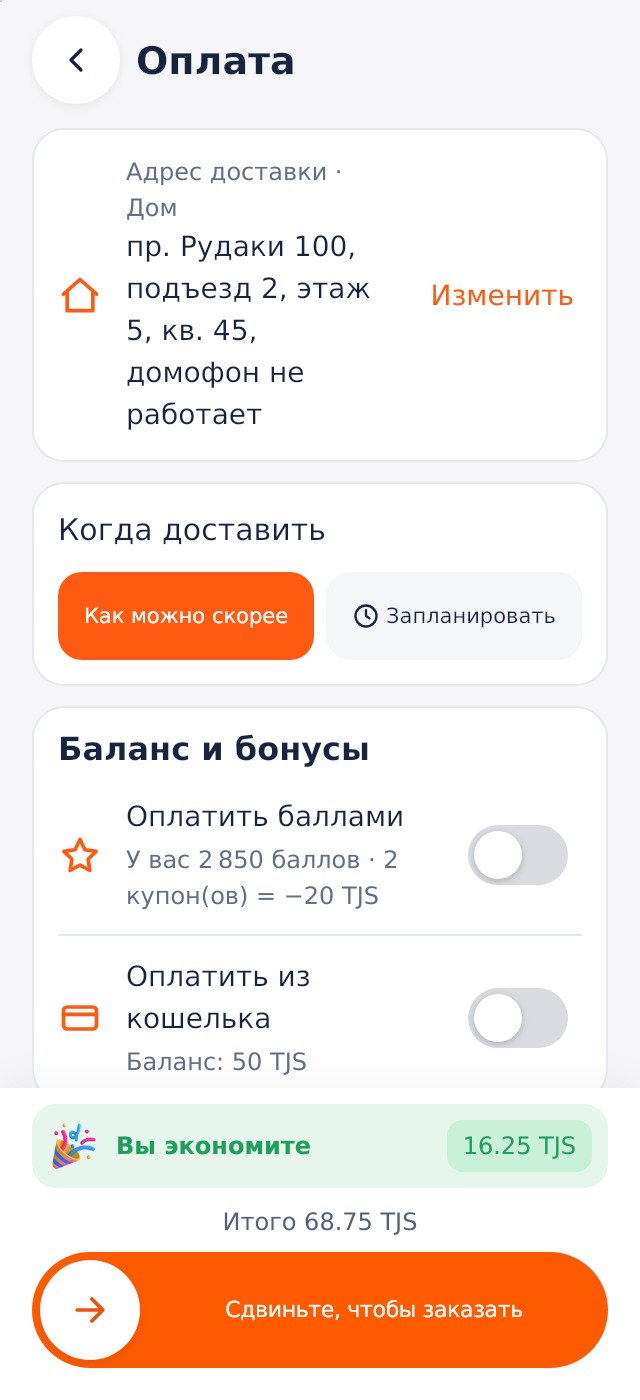 Оплата
Адрес доставки ·
Дом
пр. Рудаки 100,
подъезд 2, этаж
5, кв. 45,
домофон не
работает
Изменить
Когда доставить
Как можно скорее
Запланировать
Баланс и бонусы
Оплатить баллами
У вас 2 850 баллов · 2
купон(ов) = −20 TJS
Оплатить из
кошелька
Баланс: 50 TJS
Вы экономите
16.25 TJS
Итого 68.75 TJS
Сдвиньте, чтобы заказать